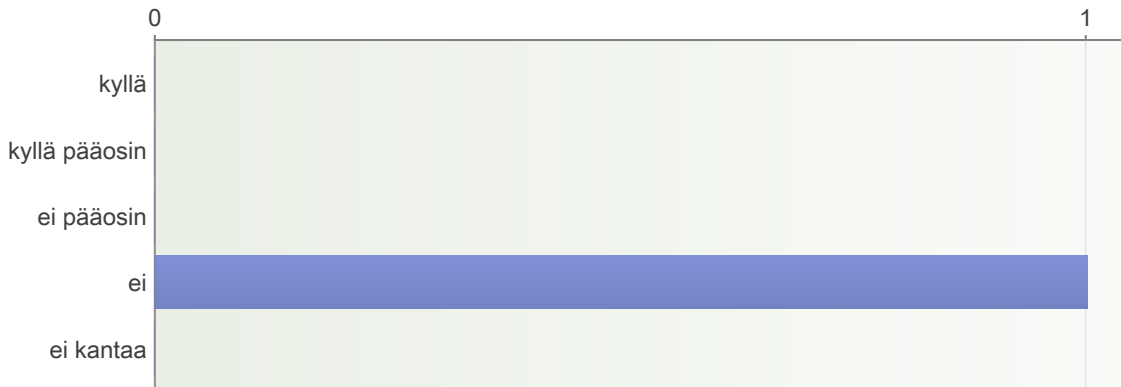 0 1
kyllä
kyllä pääosin
ei pääosin
ei
ei kantaa